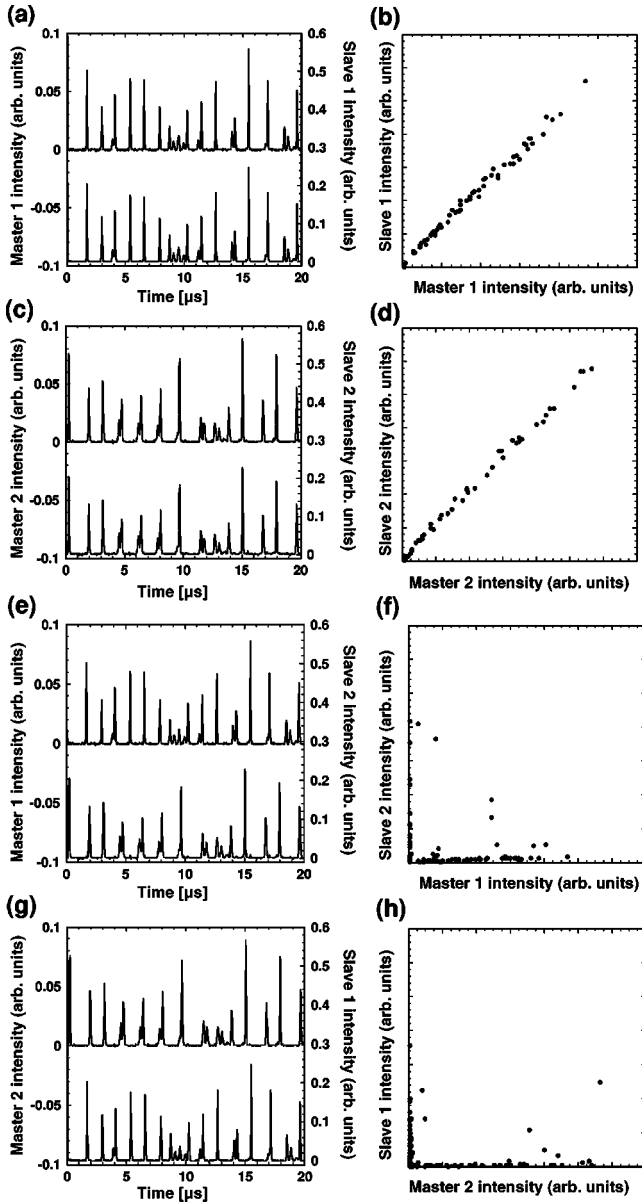 (a)
0.1
0.05
0
-0.05
-0.1
Master 1 intensity (arb. units)
0.6
0.5
0.4
0.3
0.2
0.1
0
Slave 1 intensity
(arb. units)
0
5
10
15
20
Time [µs]
(b)
Slave 1 intensity (arb. units)
Master 1 intensity (arb. units)
(c)
0.1
0.05
0
-0.05
-0.1
Master 2 intensity (arb. units)
0.6
0.5
0.4
0.3
0.2
0.1
0
Slave 2 intensity
(arb. units)
0
5
10
15
20
Time [µs]
(d)
Slave 2 intensity (arb. units)
Master 2 intensity (arb. units)
(e)
0.1
0.05
0
-0.05
-0.1
Master 1 intensity (arb. units)
0.6
0.5
0.4
0.3
0.2
0.1
0
Slave 2 intensity (arb. units)
0
5
10
15
20
Time [µs]
(f)
Slave 2 intensity (arb. units)
Master 1 intensity (arb. units)
(g)
0.1
0.05
0
-0.05
-0.1
Master 2 intensity (arb. units)
0.6
0.5
0.4
0.3
0.2
0.1
0
Slave 1 intensity
(arb. units)
0
5
10
15
20
Time [µs]
(h)
Slave 1 intensity (arb. units)
Master 2 intensity (arb. units)